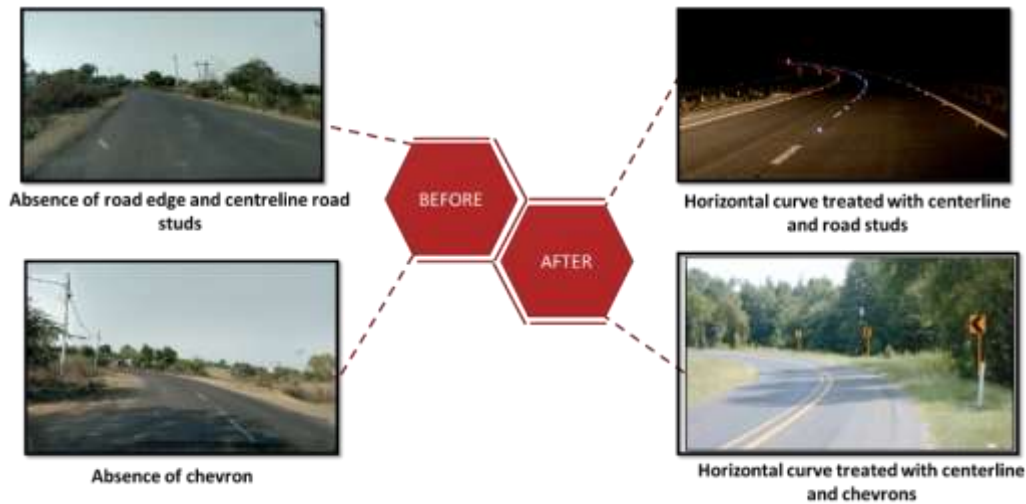 Absence of road edge and centreline road
studs
BEFORE
Absence of chevron
Horizontal curve treated with centerline
and road studs
AFTER
Horizontal curve treated with centerline
and chevrons